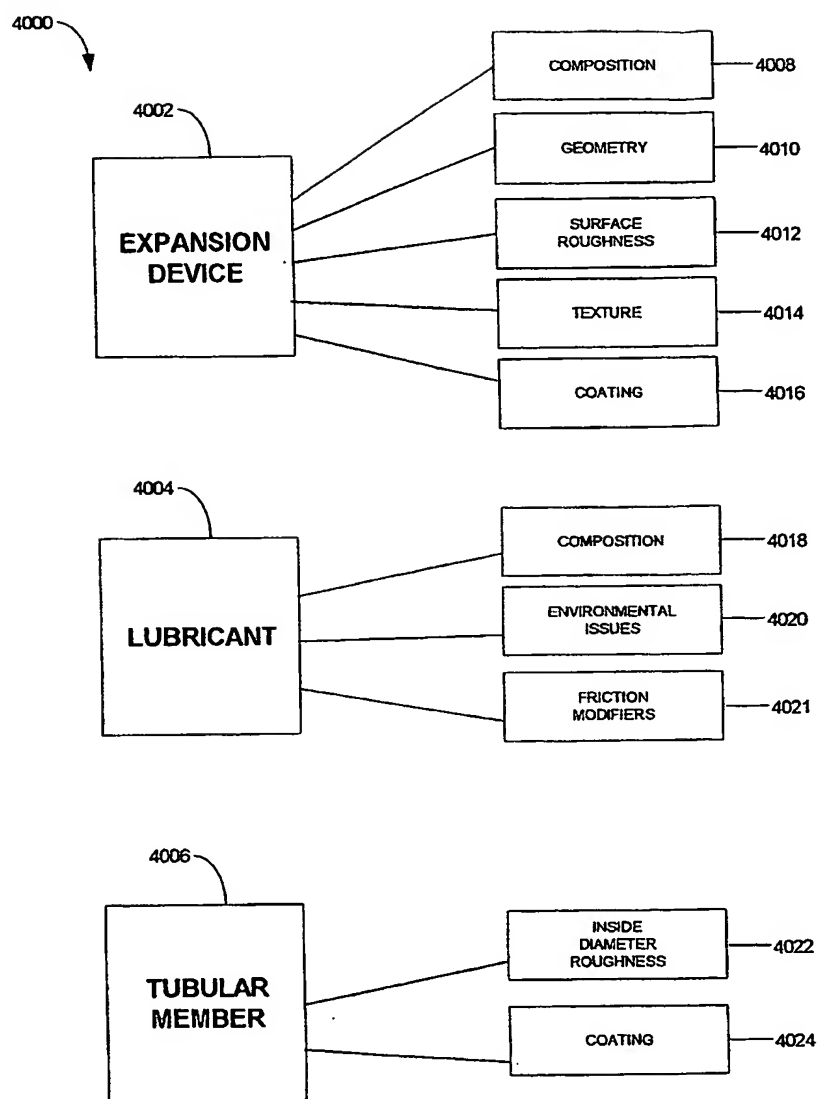 4000
COMPOSITION
4008
4002
GEOMETRY
4010
EXPANSION
DEVICE
SURFACE
ROUGHNESS
4012
TEXTURE
4014
COATING
4016
4004
COMPOSITION
4018
LUBRICANT
ENVIRONMENTAL
ISSUES
4020
FRICTION
MODIFIERS
4021
4006
INSIDE
DIAMETER
ROUGHNESS
4022
TUBULAR
MEMBER
COATING
4024